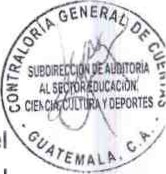 CONTRALORÍA GENERAL DE CUENTAS
SUBDIRECCIÓN DE AUDITORÍA
AL SECTOR EDUCACIÓN,
CIENCIA, CULTURA Y DEPORTES
GUATEMALA, C. A.